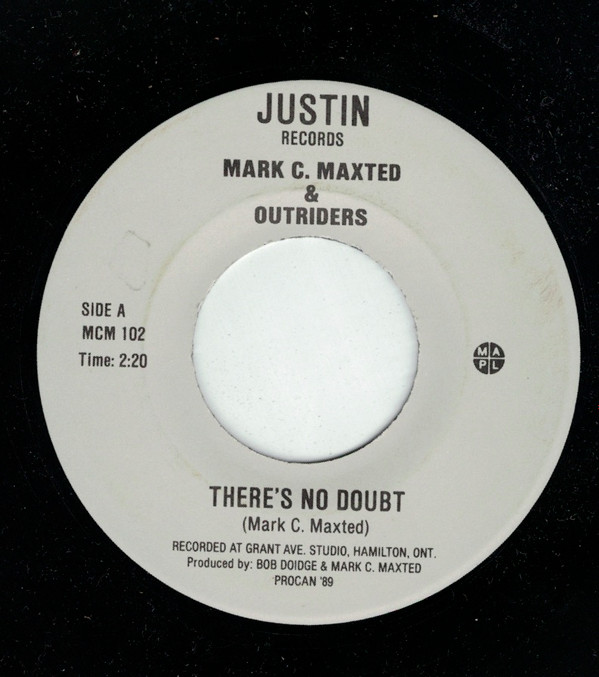 JUSTIN
RECORDS
MARK C. MAXTED
&
OUTRIDERS
SIDE A
MCM 102
Time: 2:20
M A
P L
THERE'S NO DOUBT
(Mark C. Maxted)
RECORDED AT GRANT AVE. STUDIO, HAMILTON, ONT.
Produced by: BOB DOIDGE & MARK C. MAXTED
PROCAN '89